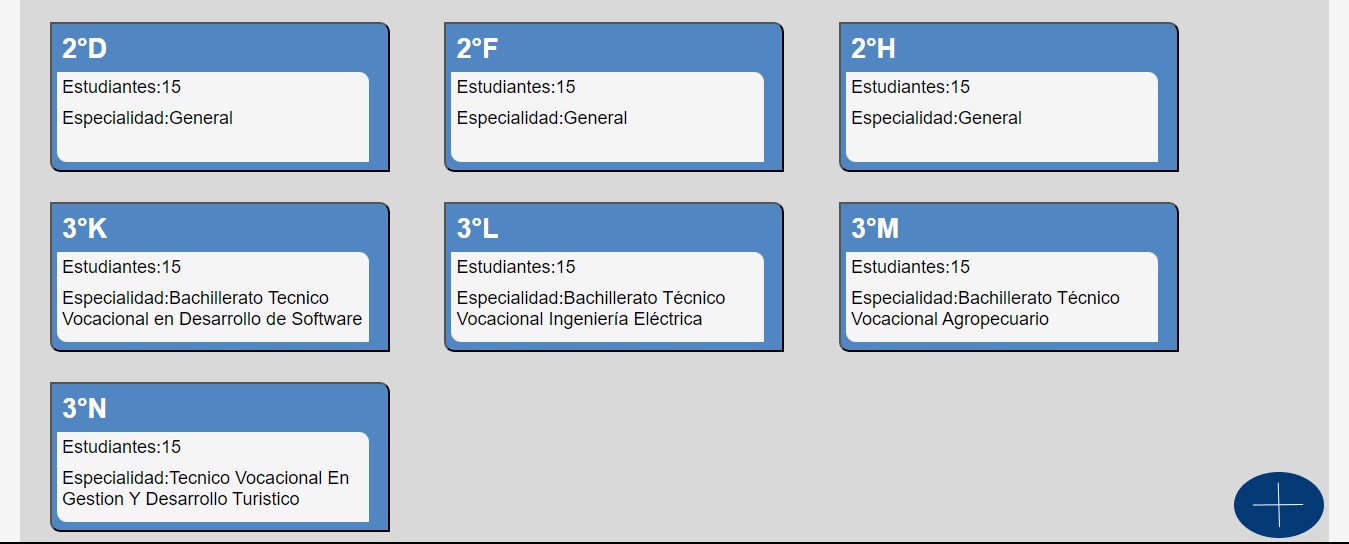 2°D
Estudiantes:15
Especialidad:General
2°F
Estudiantes:15
Especialidad:General
2°H
Estudiantes:15
Especialidad:General
3°K
Estudiantes:15
Especialidad:Bachillerato Tecnico
Vocacional en Desarrollo de Software
3°L
Estudiantes:15
Especialidad:Bachillerato Técnico
Vocacional Ingeniería Eléctrica
3°M
Estudiantes:15
Especialidad:Bachillerato Técnico
Vocacional Agropecuario
3°N
Estudiantes:15
Especialidad:Tecnico Vocacional En
Gestion Y Desarrollo Turistico